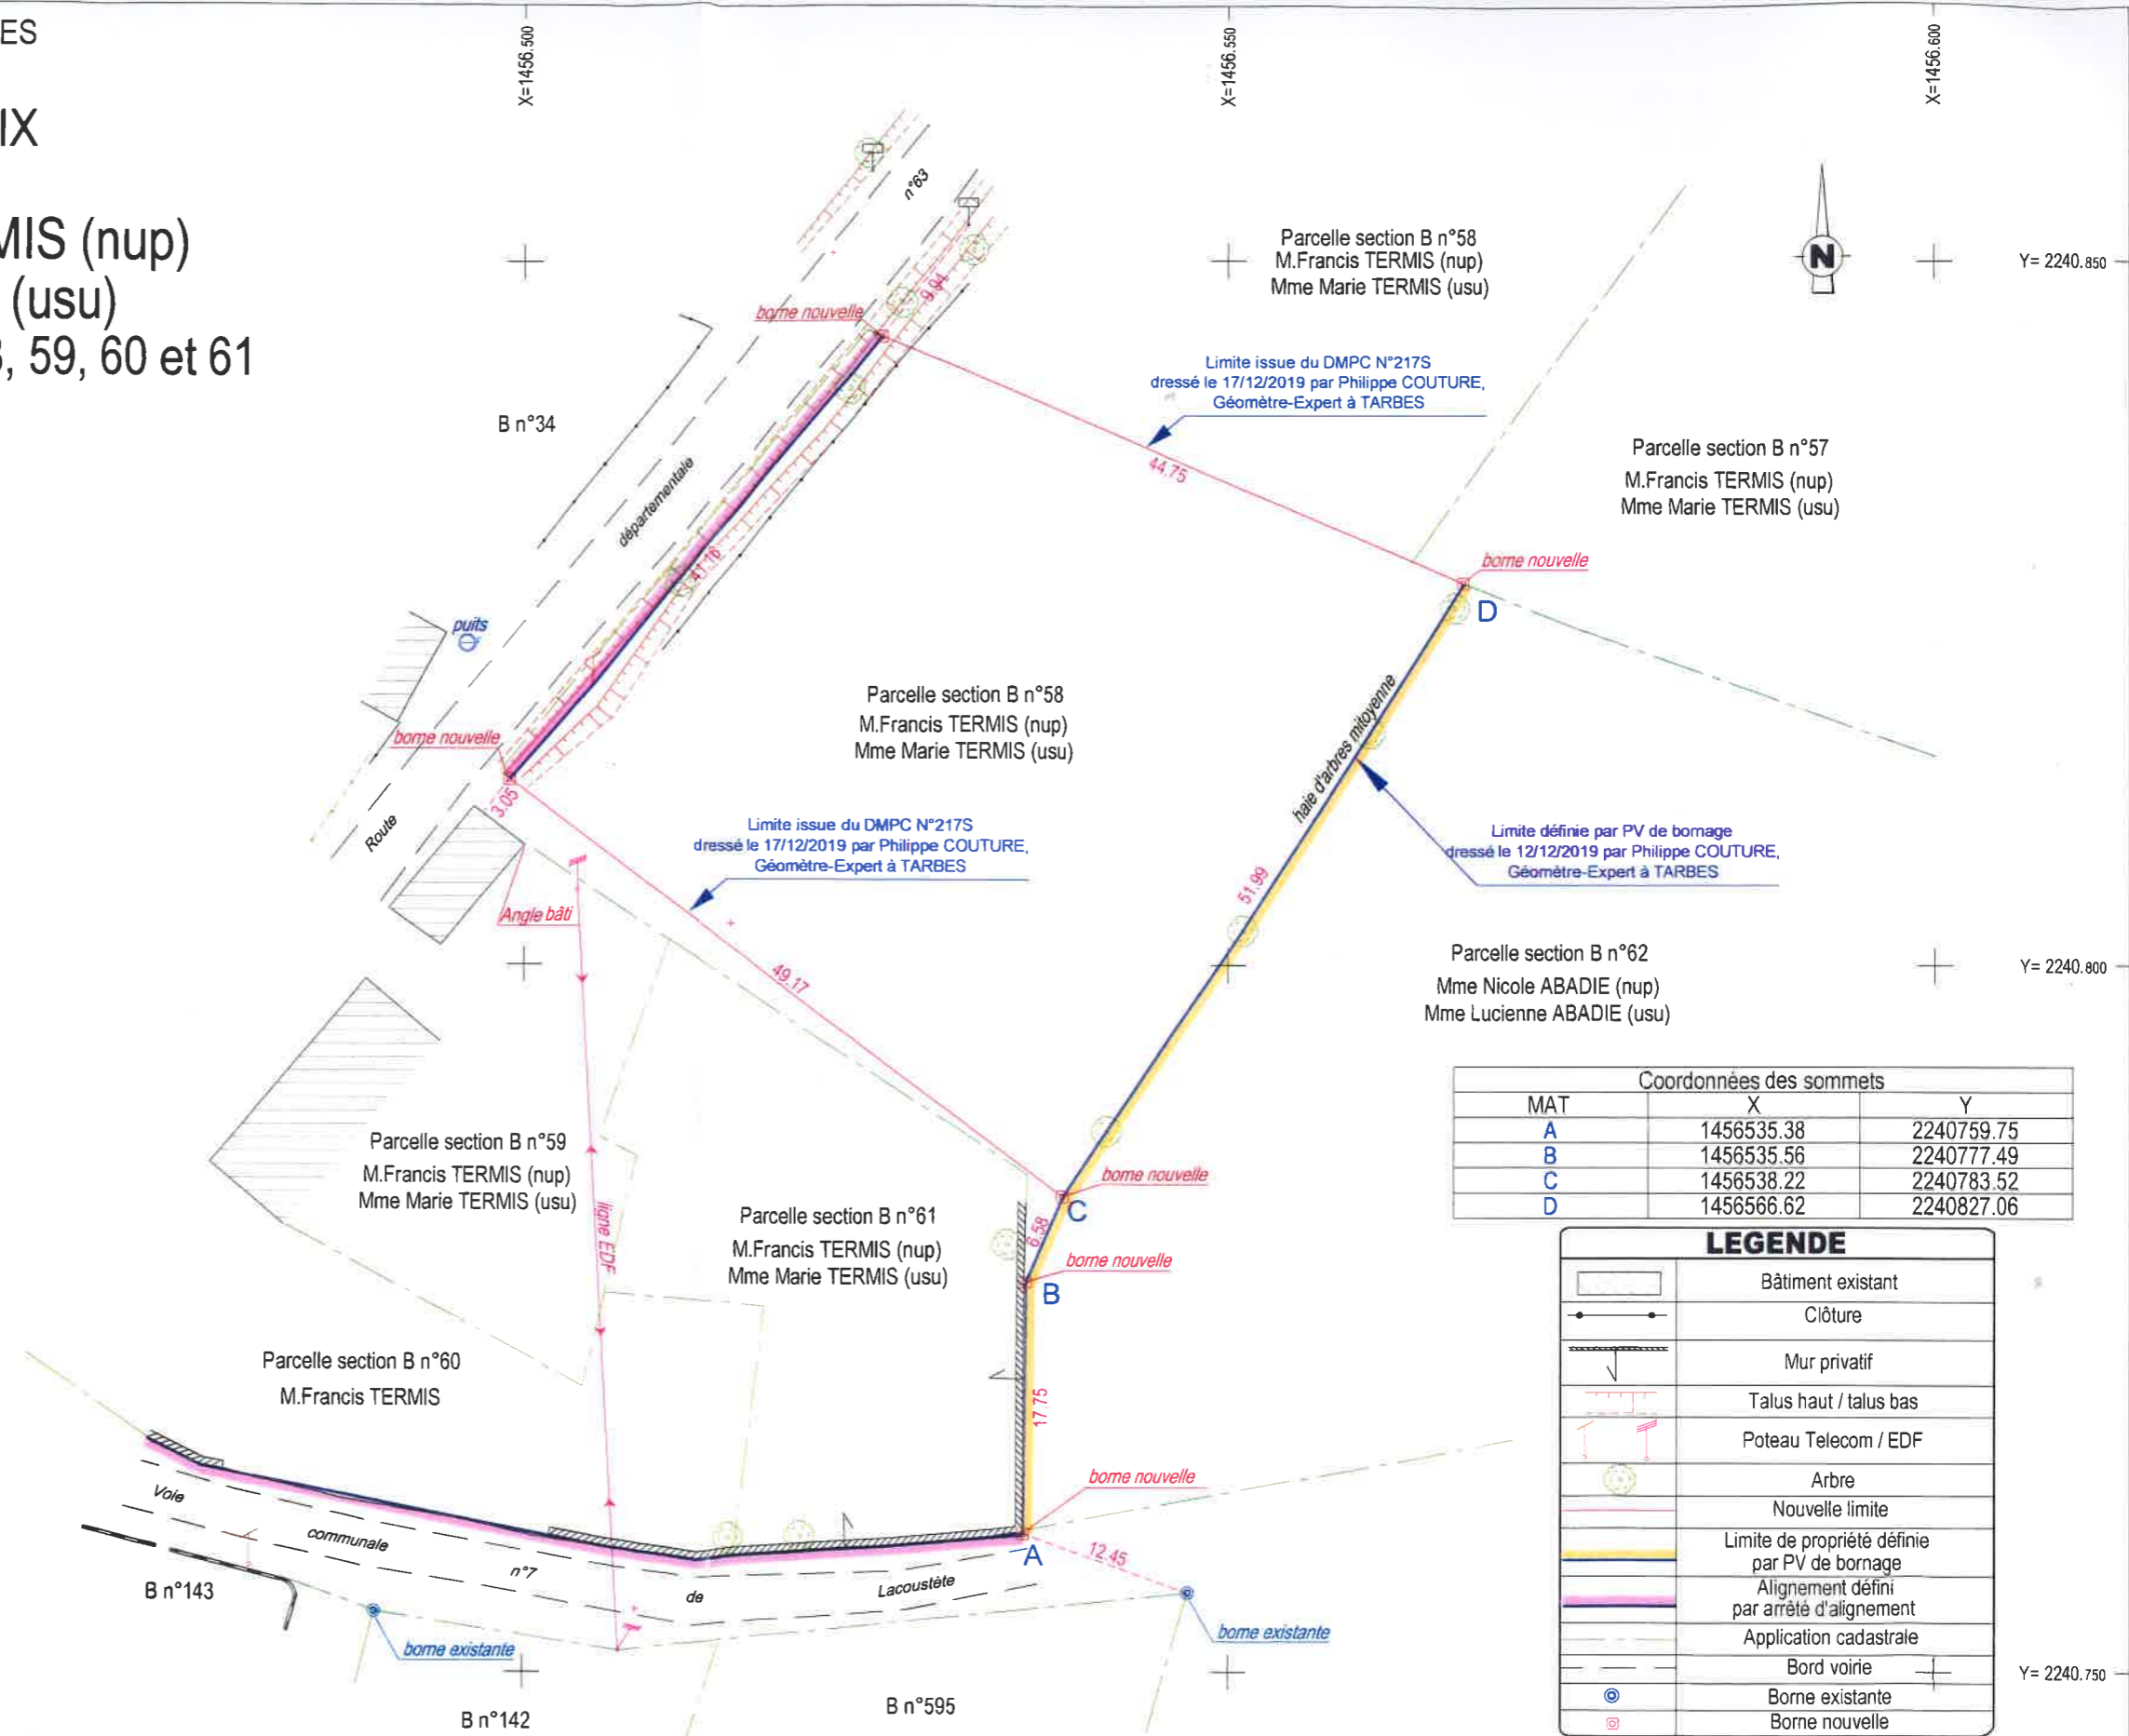 ES
IX
MIS (nup)
(usu)
, 59, 60 et 61
X=1456.500
X=1456.550
X=1456.600
Y= 2240.850
Y= 2240.800
Y= 2240.750
N
n°63
Parcelle section B n°58
M.Francis TERMIS (nup)
Mme Marie TERMIS (usu)
9.94
borne nouvelle
Limite issue du DMPC N°217S
dressé le 17/12/2019 par Philippe COUTURE,
Géomètre-Expert à TARBES
B n°34
44.75
Parcelle section B n°57
M.Francis TERMIS (nup)
Mme Marie TERMIS (usu)
départementale
41.16
borne nouvelle
D
puits
Parcelle section B n°58
M.Francis TERMIS (nup)
Mme Marie TERMIS (usu)
haie d'arbres mitoyenne
borne nouvelle
3.05
Route
Limite issue du DMPC N°217S
dressé le 17/12/2019 par Philippe COUTURE,
Géomètre-Expert à TARBES
Limite définie par PV de bornage
dressé le 12/12/2019 par Philippe COUTURE,
Géomètre-Expert à TARBES
51.99
Angle bâti
49.17
Parcelle section B n°62
Mme Nicole ABADIE (nup)
Mme Lucienne ABADIE (usu)
Coordonnées des sommets
MAT X Y
A 1456535.38 2240759.75
B 1456535.56 2240777.49
C 1456538.22 2240783.52
D 1456566.62 2240827.06
Parcelle section B n°59
M.Francis TERMIS (nup)
Mme Marie TERMIS (usu)
ligne EDF
borne nouvelle
C
6.58
Parcelle section B n°61
M.Francis TERMIS (nup)
Mme Marie TERMIS (usu)
borne nouvelle
B
17.75
Parcelle section B n°60
M.Francis TERMIS
borne nouvelle
A
12.45
Voie
communale
n°7
de
Lacoustète
B n°143
borne existante
borne existante
B n°142
B n°595
LEGENDE
Bâtiment existant
Clôture
Mur privatif
Talus haut / talus bas
Poteau Telecom / EDF
Arbre
Nouvelle limite
Limite de propriété définie
par PV de bornage
Alignement défini
par arrêté d'alignement
Application cadastrale
Bord voirie
Borne existante
Borne nouvelle